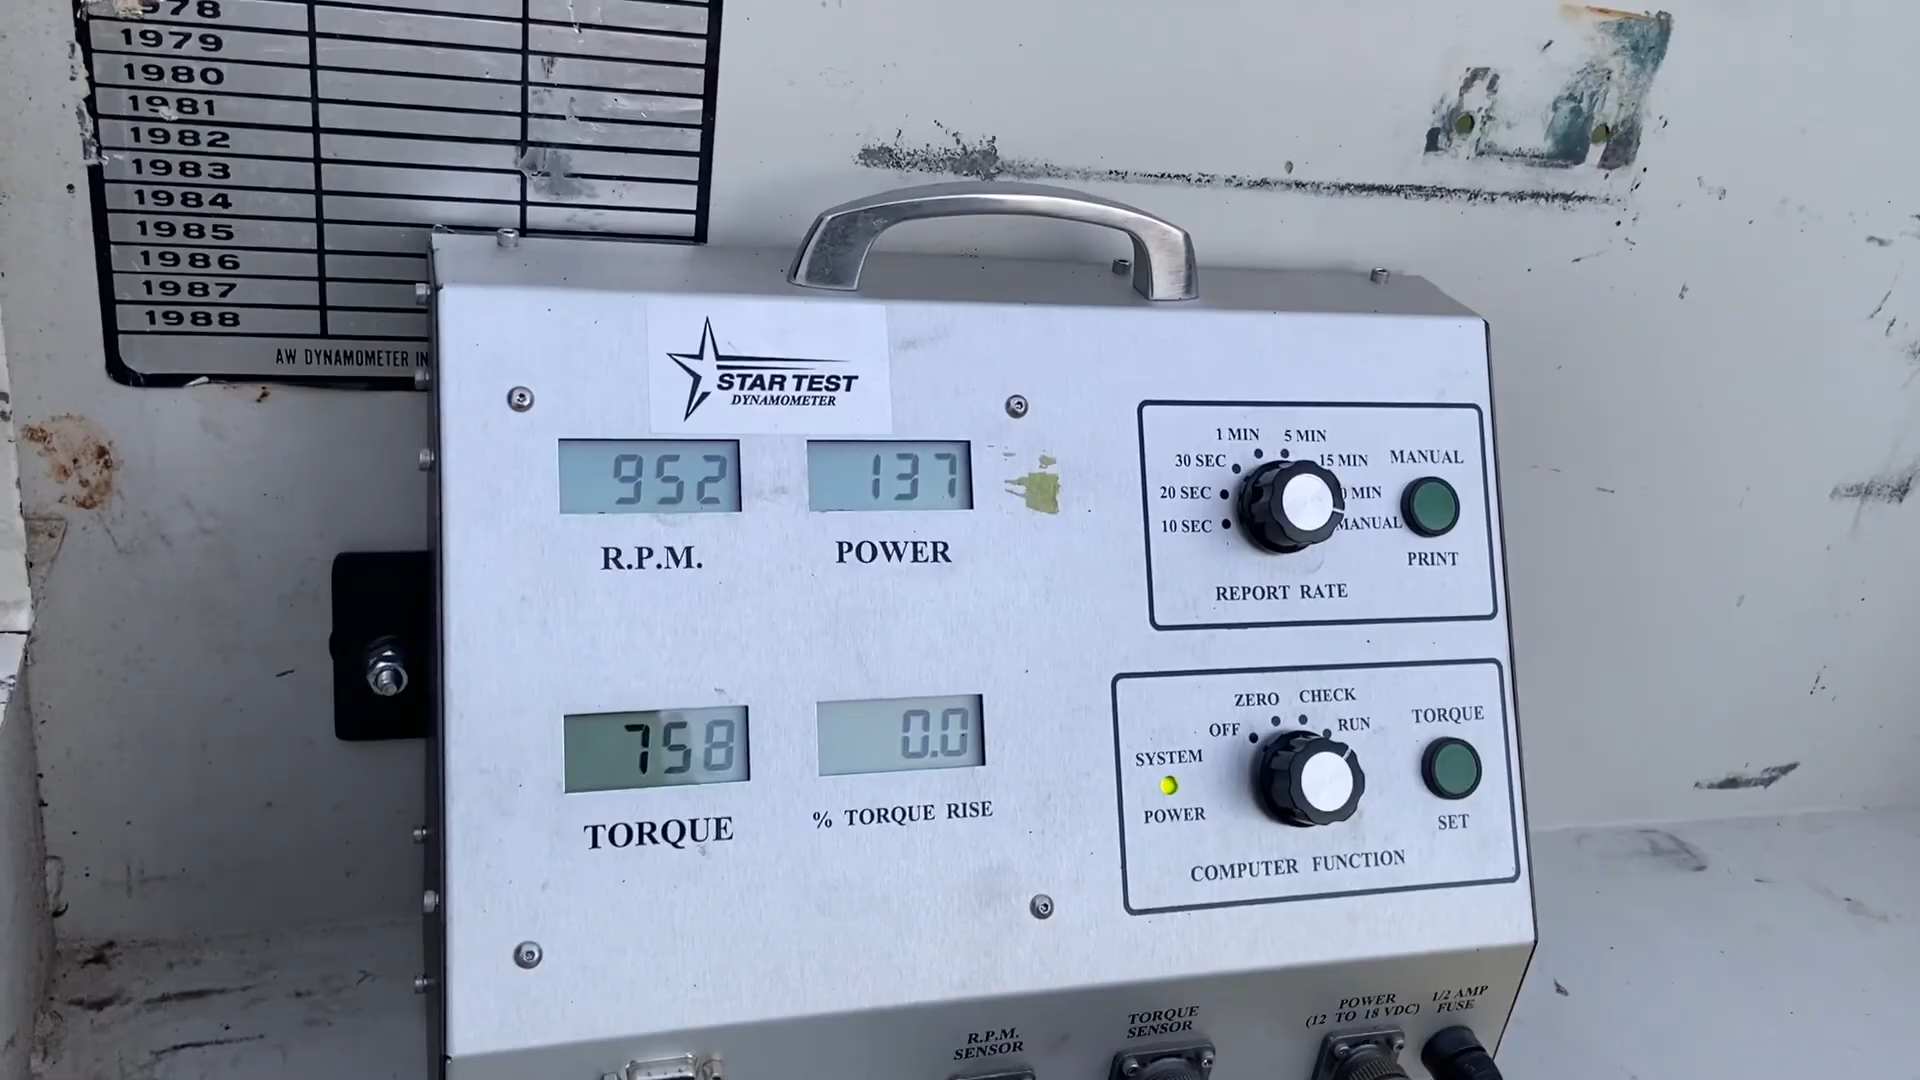 1979
1980
1981
1982
1983
1984
1985
1986
1987
1988
AW DYNAMOMETER
STAR TEST
DYNAMOMETER
952
137
R.P.M.
POWER
758
0.0
TORQUE
% TORQUE RISE
1 MIN
5 MIN
30 SEC
15 MIN
20 SEC
MIN
10 SEC
MANUAL
REPORT RATE
MANUAL
PRINT
ZERO
CHECK
OFF
RUN
SYSTEM
POWER
COMPUTER FUNCTION
TORQUE
SET
R.P.M.
SENSOR
TORQUE
SENSOR
POWER
(12 TO 18 VDC)
1/2 AMP
FUSE